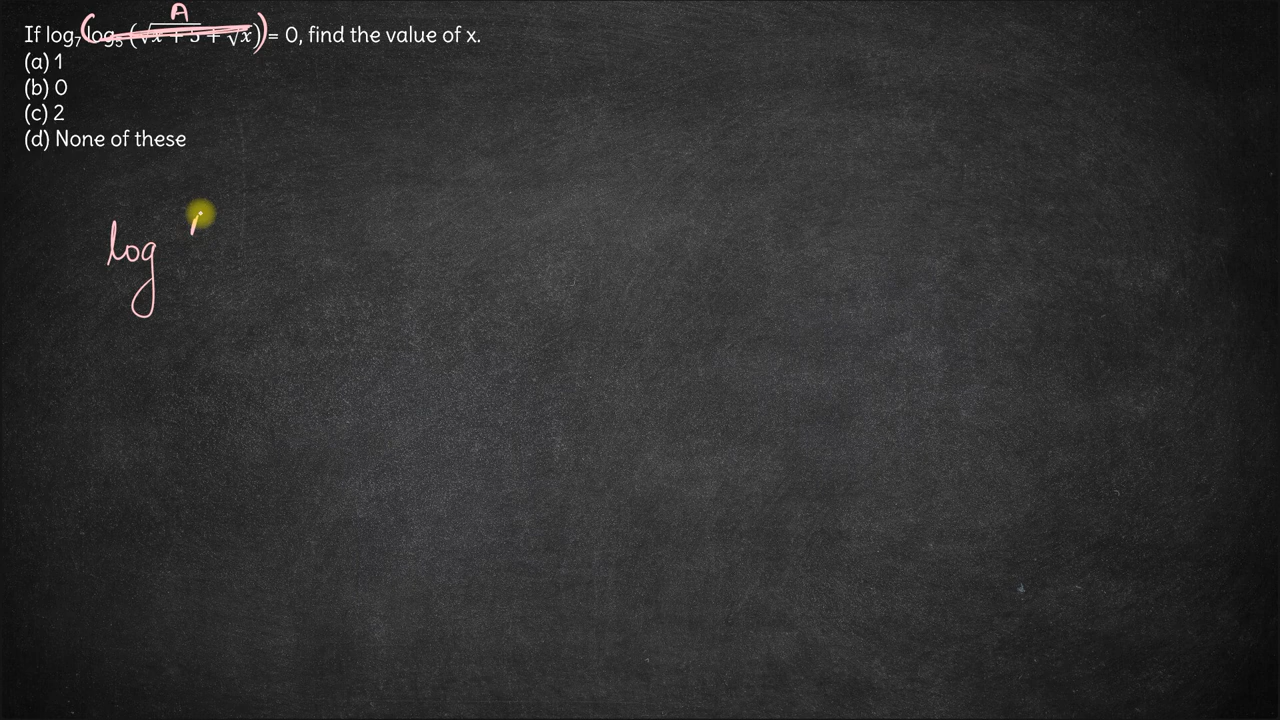 A
If log₇ log₅ (√x + 5 + √x) = 0, find the value of x.
(a) 1
(b) 0
(c) 2
(d) None of these
log